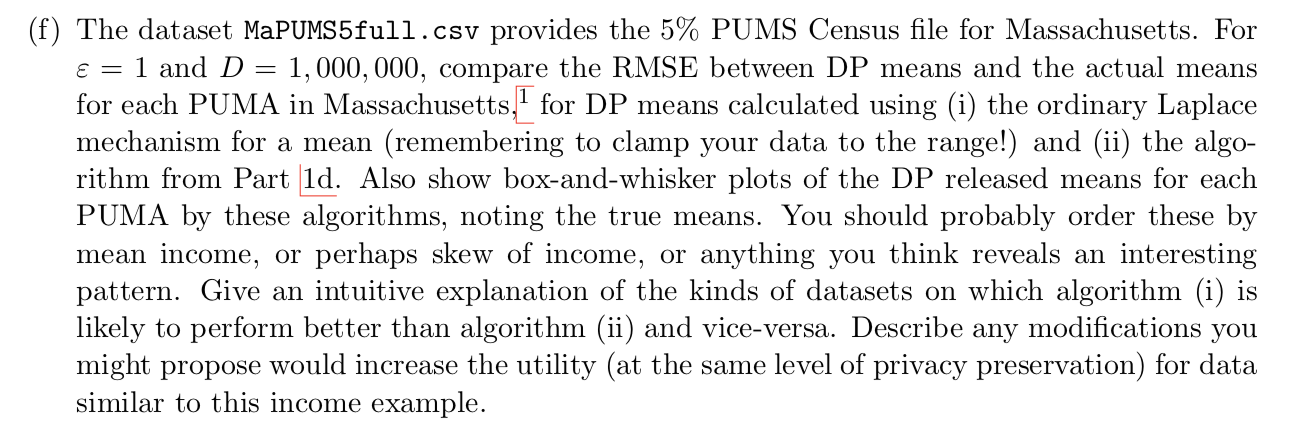 (f) The dataset MaPUMS5full.csv provides the 5% PUMS Census file for Massachusetts. For
ε = 1 and D = 1,000,000, compare the RMSE between DP means and the actual means
for each PUMA in Massachusetts,1 for DP means calculated using (i) the ordinary Laplace
mechanism for a mean (remembering to clamp your data to the range!) and (ii) the algo-
rithm from Part 1d. Also show box-and-whisker plots of the DP released means for each
PUMA by these algorithms, noting the true means. You should probably order these by
mean income, or perhaps skew of income, or anything you think reveals an interesting
pattern. Give an intuitive explanation of the kinds of datasets on which algorithm (i) is
likely to perform better than algorithm (ii) and vice-versa. Describe any modifications you
might propose would increase the utility (at the same level of privacy preservation) for data
similar to this income example.